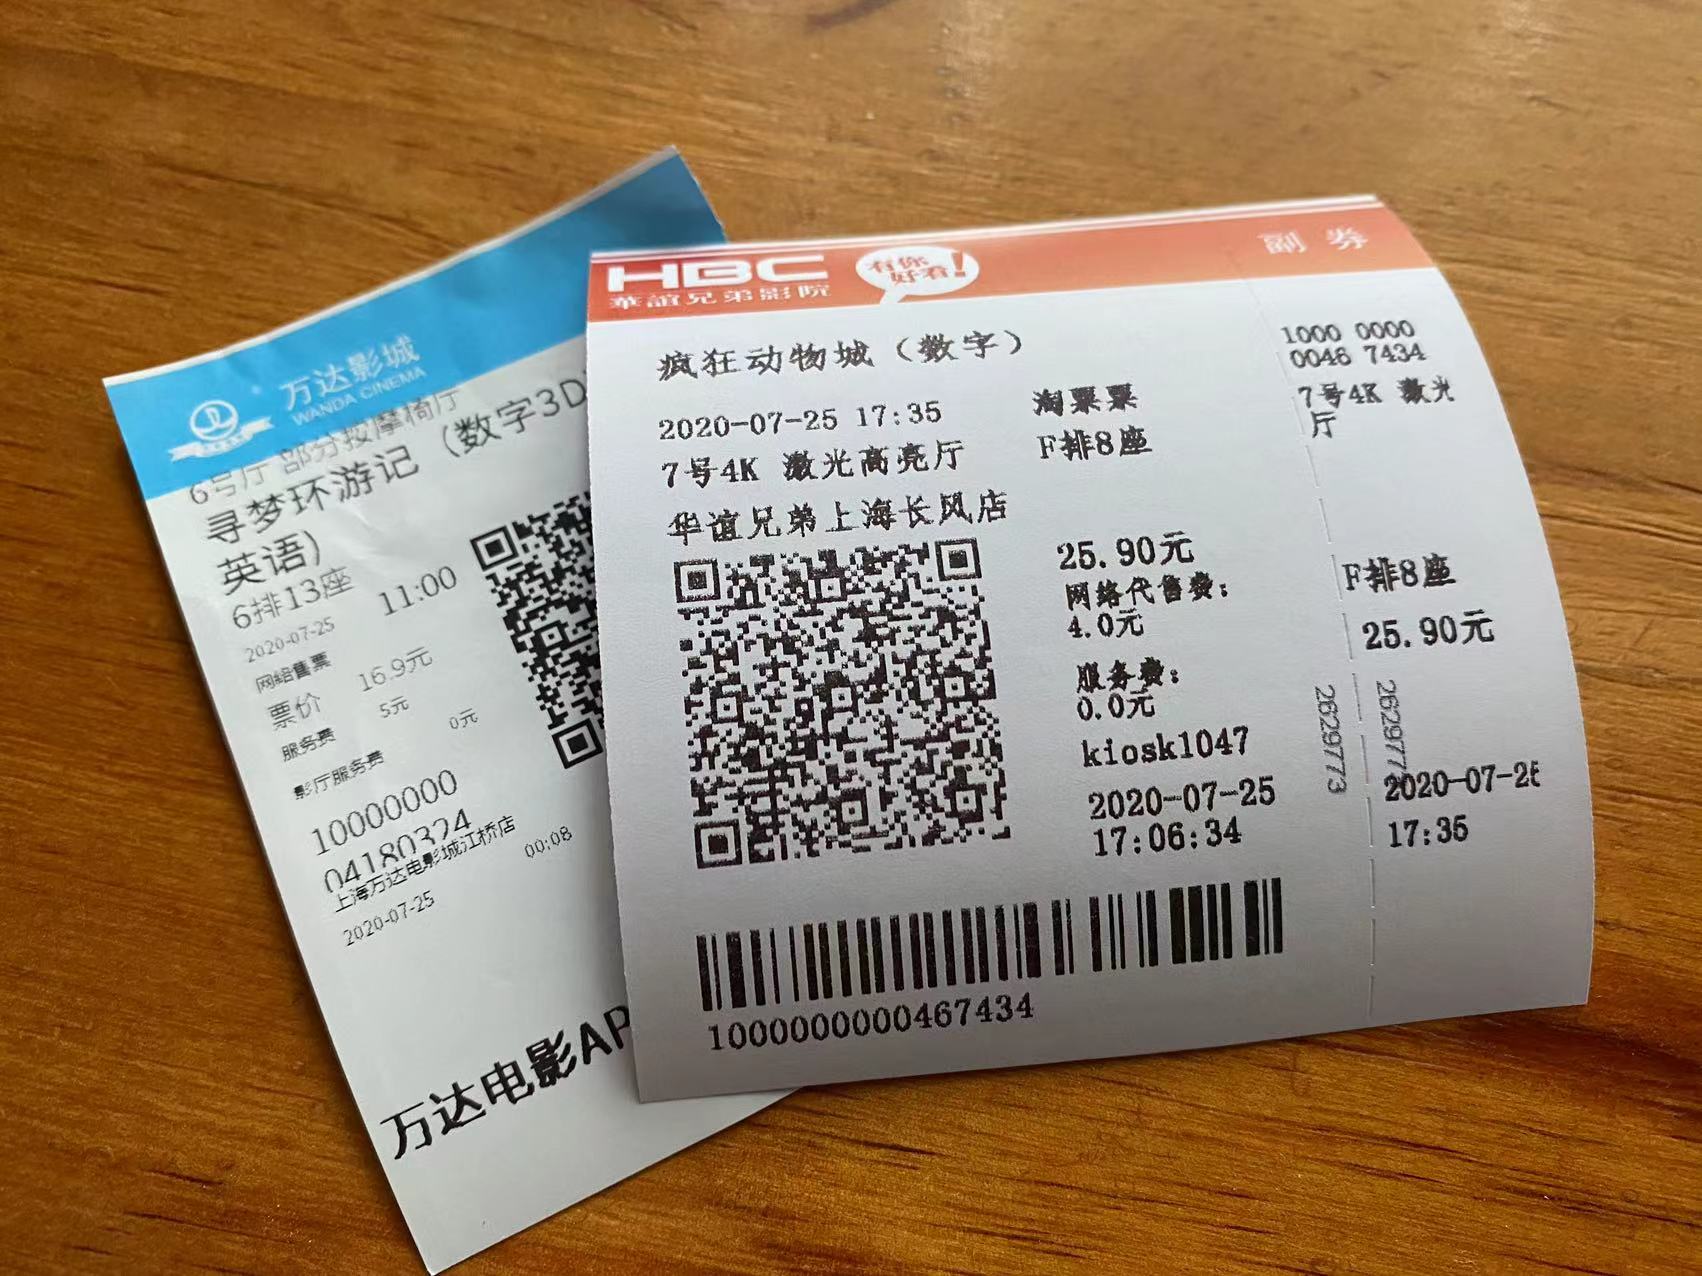 万达影城
WANDA CINEMA
6号厅 部分按摩椅厅
寻梦环游记（数字3D
英语）
6排13座
2020-07-25
11:00
网络售票
票价
16.9元
服务费
5元
影厅服务费
0元
10000000
04180324
上海万达电影城江桥店
2020-07-25
00:08
万达电影AP
HBC
華誼兄弟影院
有你
好看!
副 券
疯狂动物城（数字）
2020-07-25 17:35
淘票票
7号4K 激光高亮厅
F排8座
华谊兄弟上海长风店
25.90元
网络代售费:
4.0元
服务费:
0.0元
kiosk1047
2020-07-25
17:06:34
1000000000467434
26297773
1000 0000
0046 7434
7号4K 激光
厅
F排8座
25.90元
2629777
2020-07-2
17:35